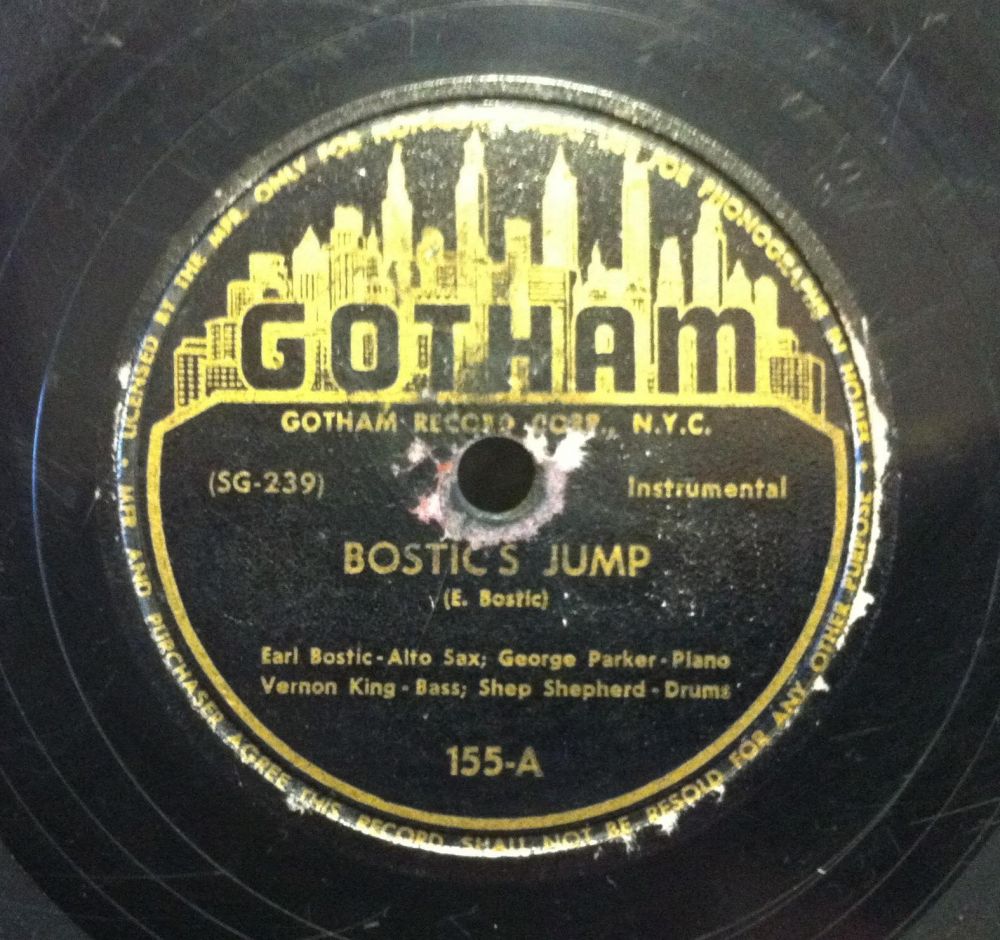 GOTHAM
GOTHAM RECORD CORP., N.Y.C.
(SG-239)
Instrumental
BOSTIC'S JUMP
(E. Bostic)
Earl Bostic-Alto Sax; George Parker-Piano
Vernon King-Bass; Shep Shepherd-Drums
155-A
LICENSED BY THE MFR. ONLY FOR FOR PHONOGRAPHS IN HOMES • MFR AND PURCHASER AGREE THIS RECORD SHALL NOT BE RESOLD FOR ANY OTHER PURPOSE •